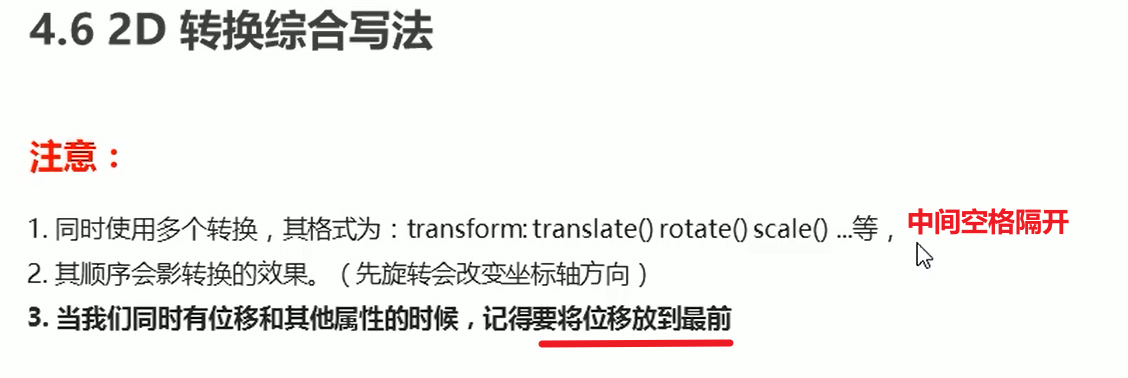 4.6 2D 转换综合写法
注意：
1. 同时使用多个转换，其格式为：transform: translate() rotate() scale() ...等， 中间空格隔开
2. 其顺序会影转换的效果。（先旋转会改变坐标轴方向）
3. 当我们同时有位移和其他属性的时候，记得要将位移放到最前